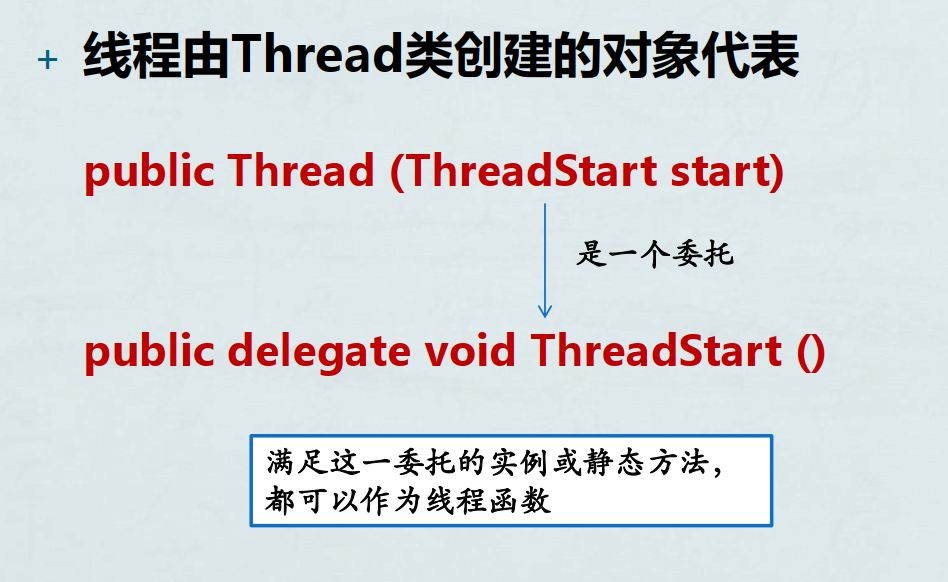 + 线程由Thread类创建的对象代表
public Thread (ThreadStart start)
是一个委托
public delegate void ThreadStart ()
满足这一委托的实例或静态方法，
都可以作为线程函数